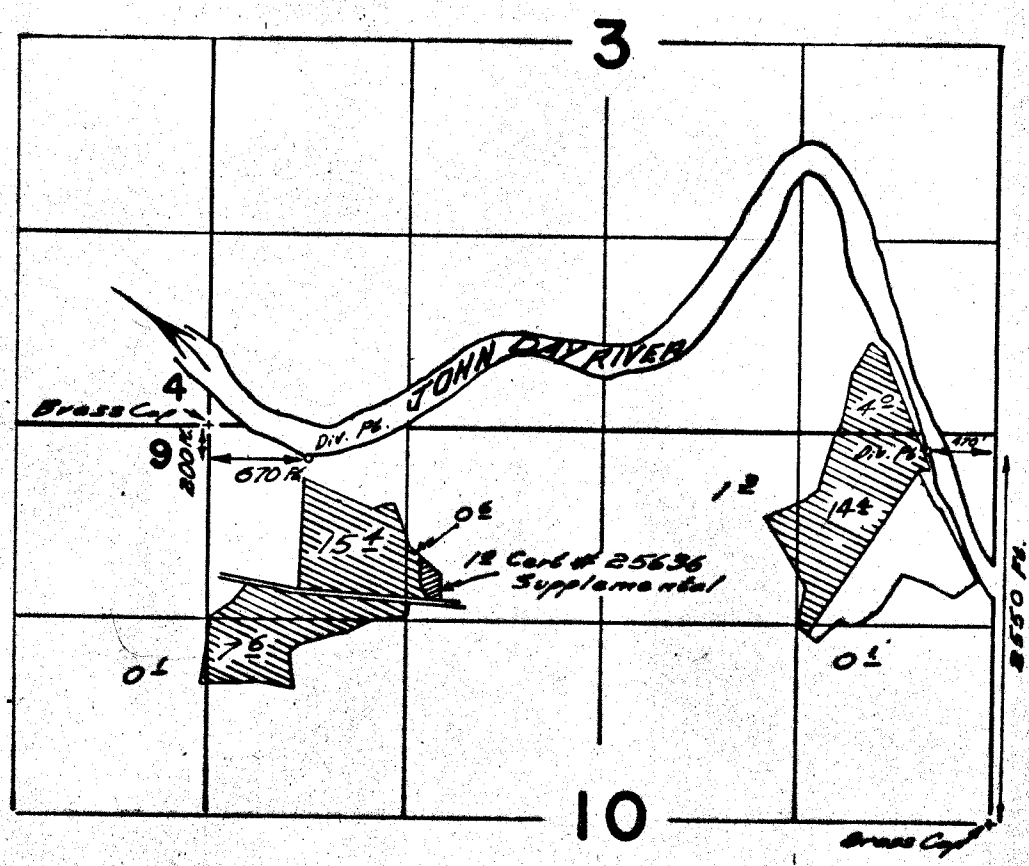 3
JOHN DAY RIVER
4
Brass Cap
9
200 Ft.
670 Ft.
Div. Pt.
4 0
Div. Pt.
470'
1 2
14 4
15 4
0 6
1 2 Cert # 25636
Supplemental
7 6
0 1
0 1
2550 Ft.
10
Brass Cap